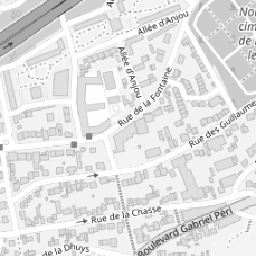 Nou
cim
de
le
Allée d'Anjou
Allée d'Anjou
Rue de la Fontaine
Rue des Guillaume
Rue de la Chasse
Boulevard Gabriel Péri
de la Dhuys